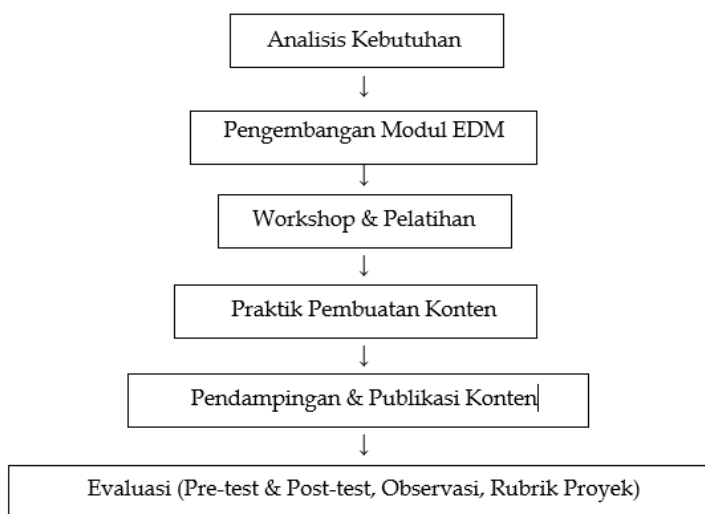 Analisis Kebutuhan
↓
Pengembangan Modul EDM
↓
Workshop & Pelatihan
↓
Praktik Pembuatan Konten
↓
Pendampingan & Publikasi Konten
↓
Evaluasi (Pre-test & Post-test, Observasi, Rubrik Proyek)